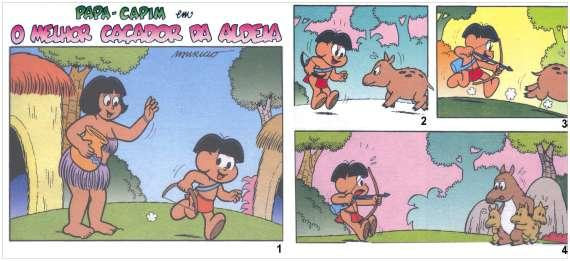 PAPA-CAPIM em
O MELHOR CAÇADOR DA ALDEIA
MAURICIO
1
2
3
4